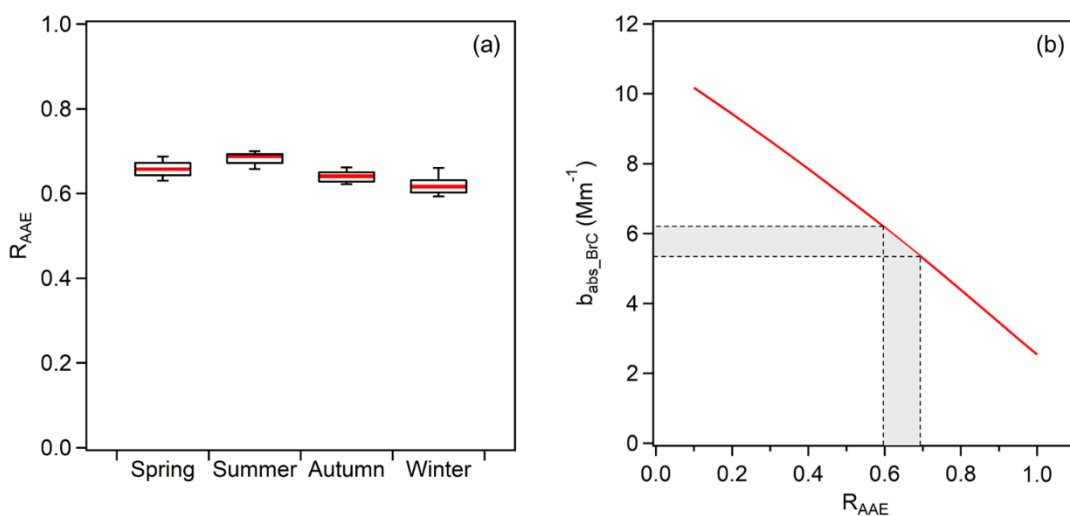 (a)
1.0
0.8
0.6
0.4
0.2
0.0
R_AAE
Spring Summer Autumn Winter
(b)
12
10
8
6
4
2
0
b_abs_BrC (Mm⁻¹)
0.0 0.2 0.4 0.6 0.8 1.0
R_AAE